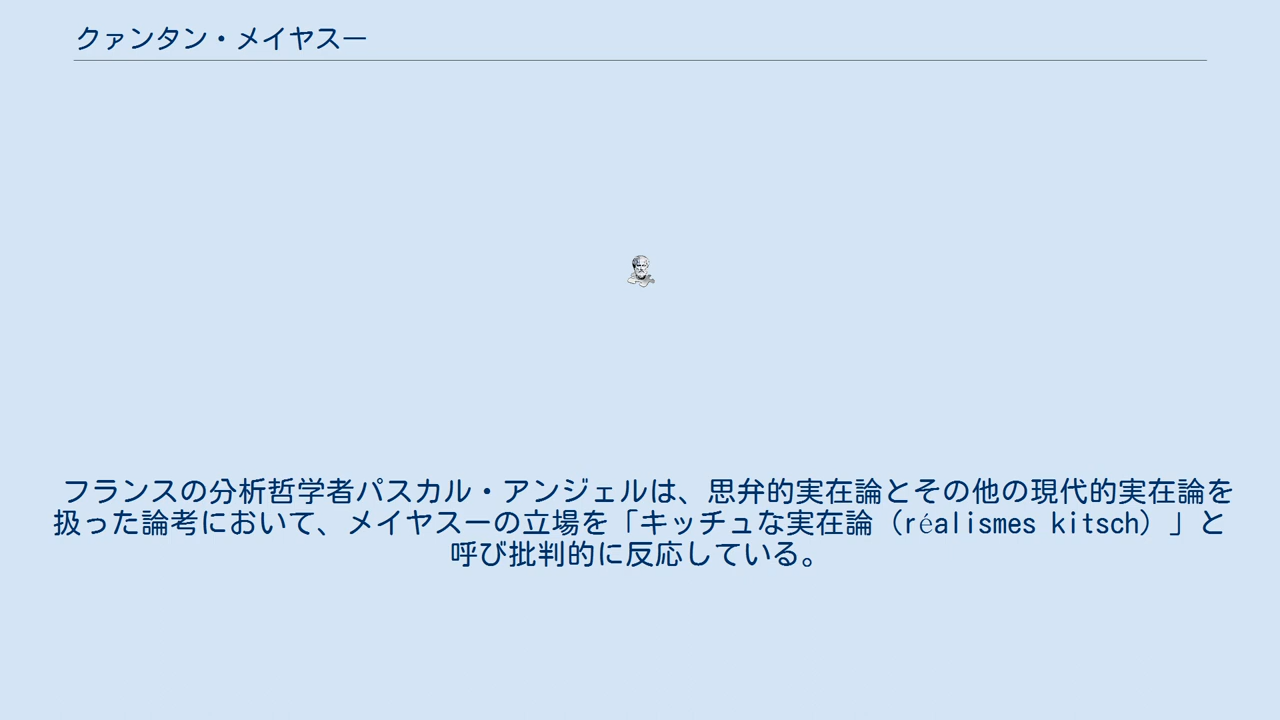 クァンタン・メイヤスー
フランスの分析哲学者パスカル・アンジェルは、思弁的実在論とその他の現代的実在論を
扱った論考において、メイヤスーの立場を「キッチュな実在論（réalismes kitsch）」と
呼び批判的に反応している。